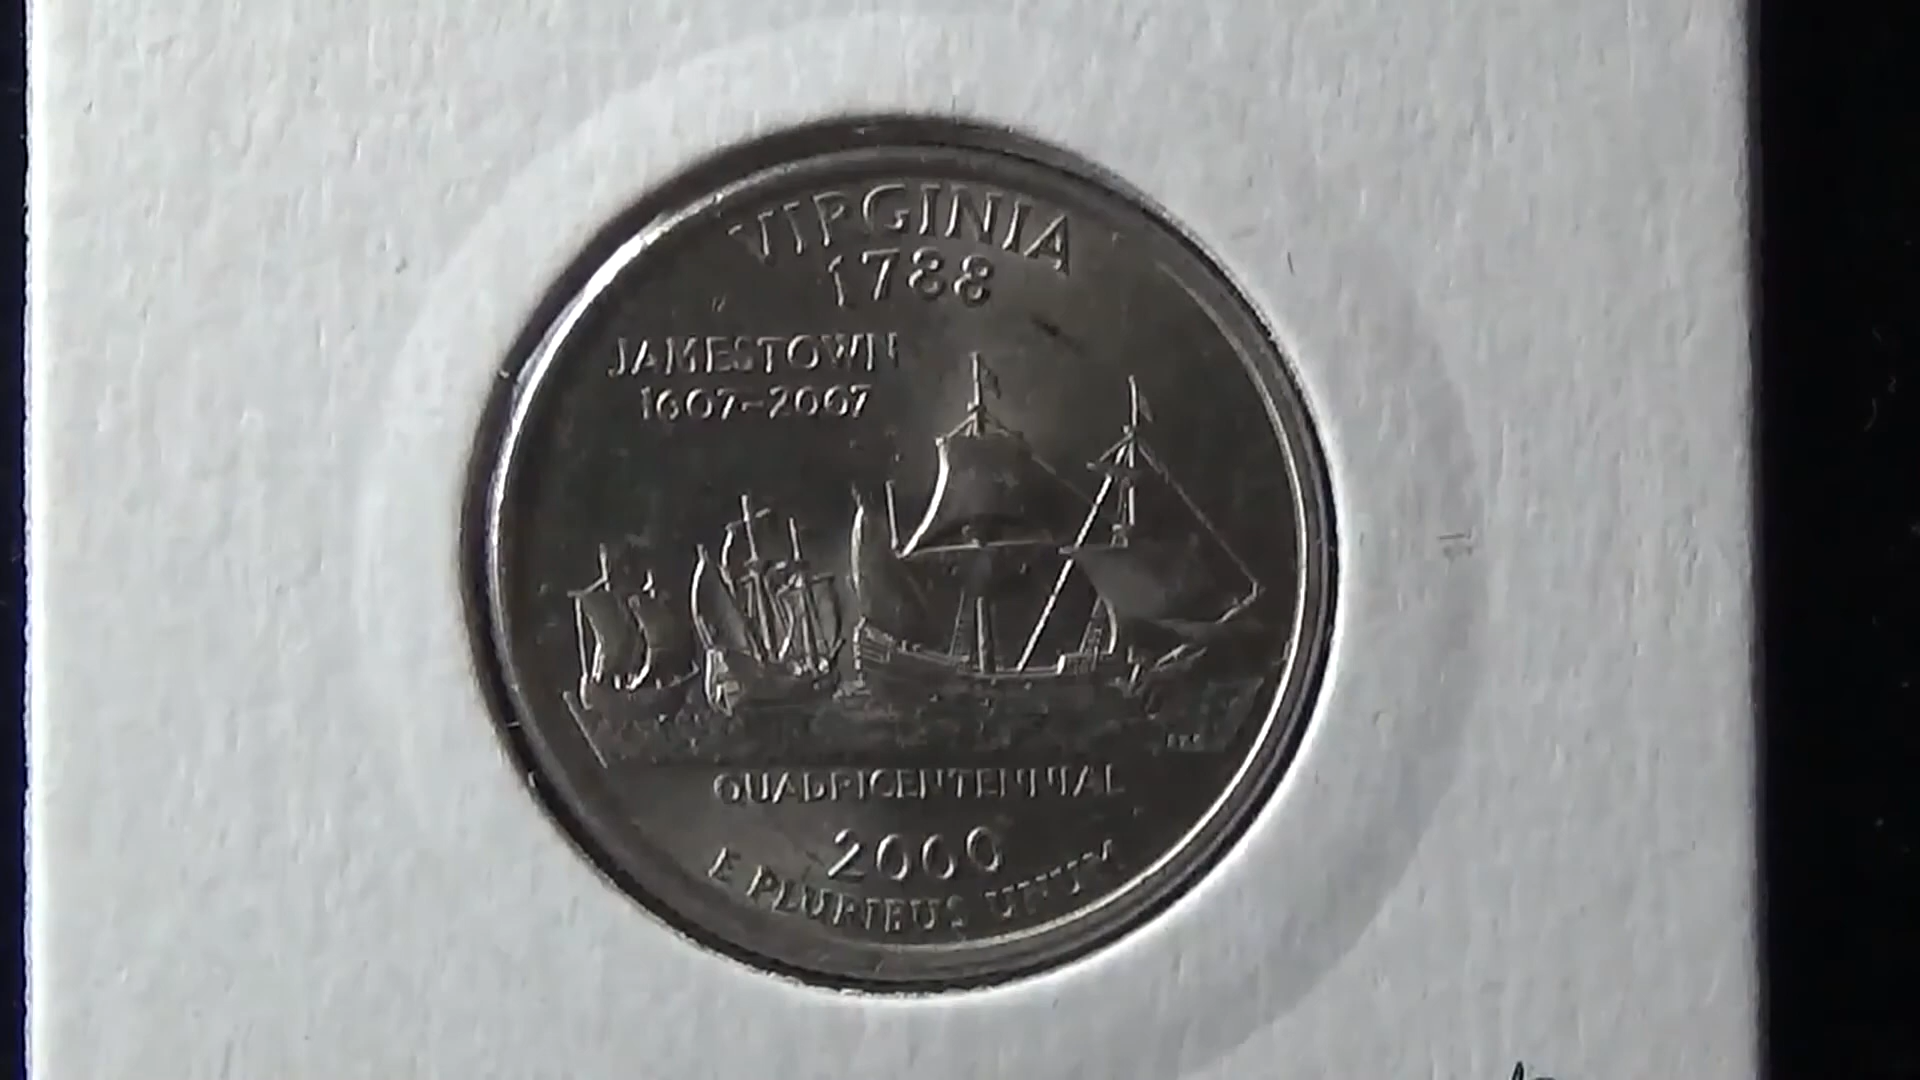 VIRGINIA
1788
JAMESTOWN
1607-2007
QUADRICENTENNIAL
2000
E PLURIBUS UNUM